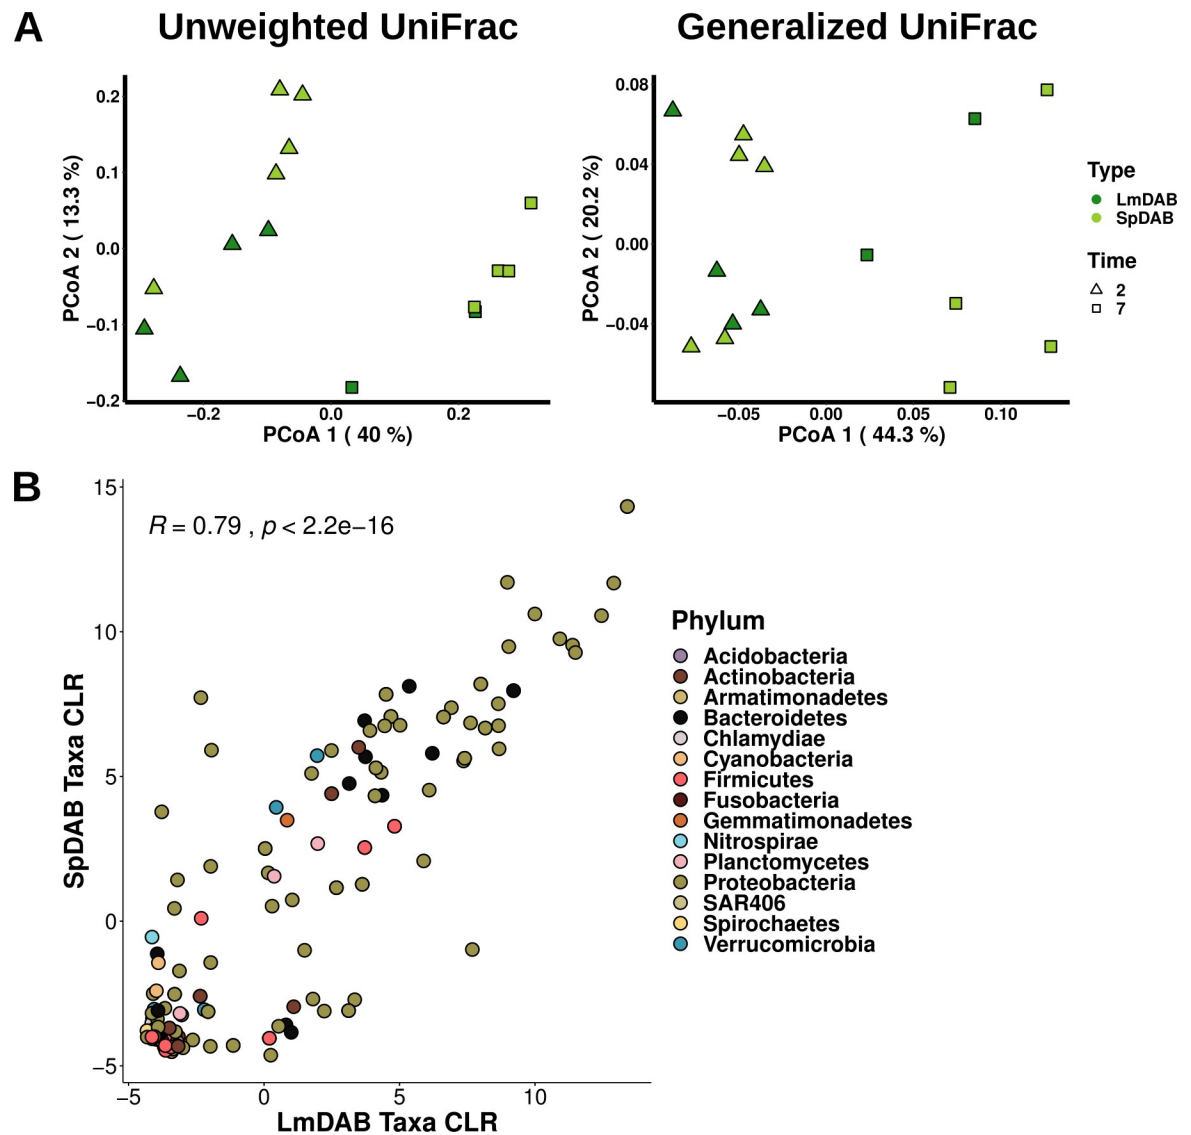 A
Unweighted UniFrac
Generalized UniFrac
PCoA 2 ( 13.3 %)
0.2
0.1
0.0
−0.1
−0.2
−0.2
0.0
0.2
PCoA 1 ( 40 %)
PCoA 2 ( 20.2 %)
0.08
0.04
0.00
−0.04
−0.05
0.00
0.05
0.10
PCoA 1 ( 44.3 %)
Type
LmDAB
SpDAB
Time
2
7
B
R = 0.79 , p < 2.2e−16
SpDAB Taxa CLR
15
10
5
0
−5
−5
0
5
10
LmDAB Taxa CLR
Phylum
Acidobacteria
Actinobacteria
Armatimonadetes
Bacteroidetes
Chlamydiae
Cyanobacteria
Firmicutes
Fusobacteria
Gemmatimonadetes
Nitrospirae
Planctomycetes
Proteobacteria
SAR406
Spirochaetes
Verrucomicrobia